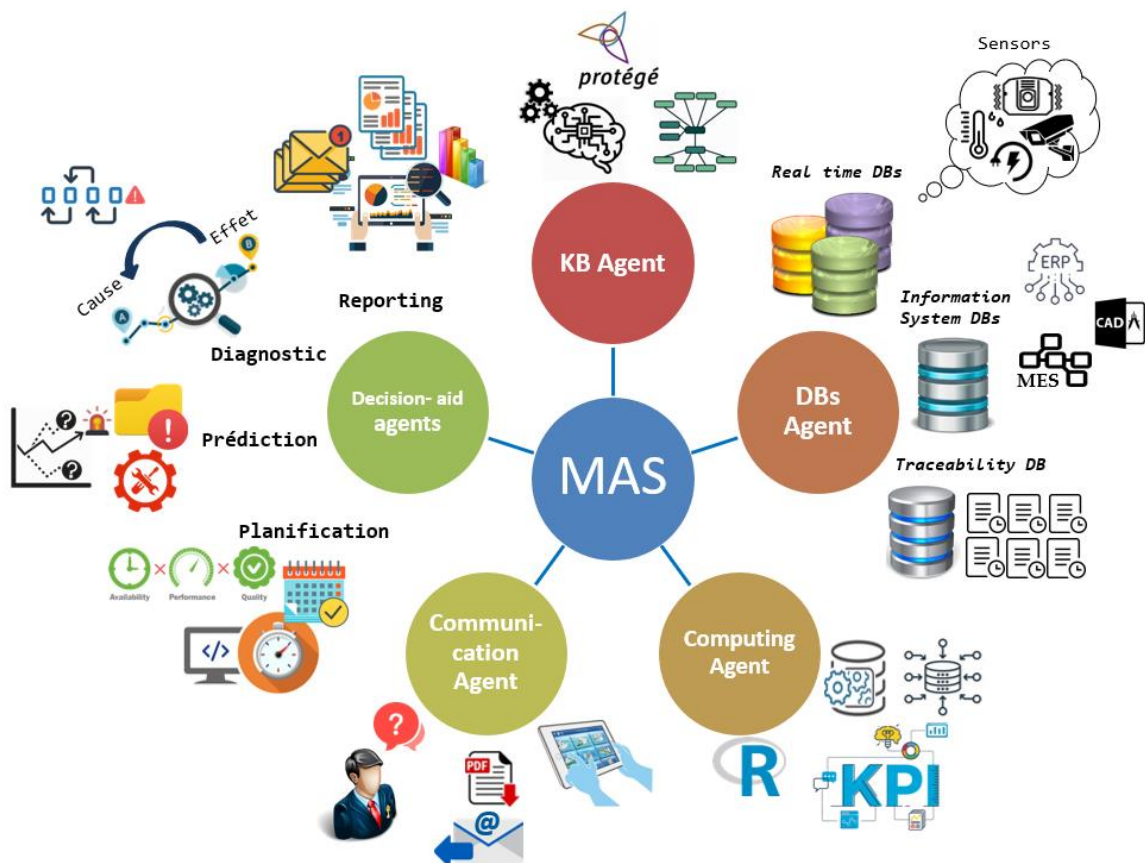 Sensors
protégé
1
Real time DBs
KB Agent
Effet
Cause
B
A
ERP
Information
System DBs
CAD
MES
Reporting
Diagnostic
Decision- aid
agents
DBs
Agent
MAS
?
?
!
Prédiction
Traceability DB
Planification
Availability
×
Performance
×
Quality
</>
Communi-
cation
Agent
Computing
Agent
?
PDF
@
R
KPI